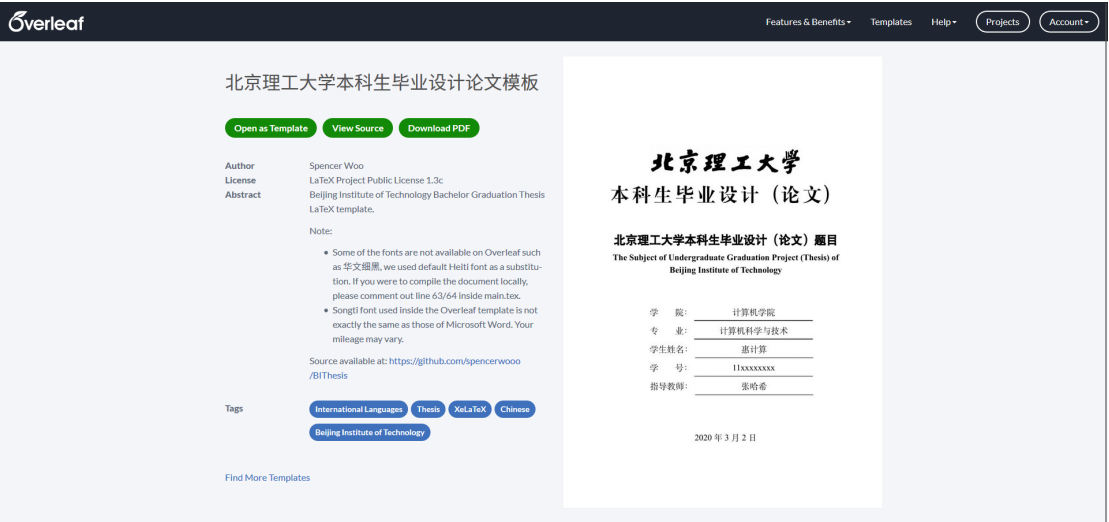 Overleaf
Features & Benefits
Templates
Help
Projects
Account
北京理工大学本科生毕业设计论文模板
Open as Template
View Source
Download PDF
Author Spencer Woo
License LaTeX Project Public License 1.3c
Abstract Beijing Institute of Technology Bachelor Graduation Thesis
LaTeX template.
Note:
• Some of the fonts are not available on Overleaf such
as 华文细黑, we used default Heiti font as a substitu-
tion. If you were to compile the document locally,
please comment out line 63/64 inside main.tex.
• Songti font used inside the Overleaf template is not
exactly the same as those of Microsoft Word. Your
mileage may vary.
Source available at: https://github.com/spencerwooo
/BIThesis
Tags International Languages Thesis XeLaTeX Chinese
Beijing Institute of Technology
Find More Templates
北京理工大学
本科生毕业设计（论文）
北京理工大学本科生毕业设计（论文）题目
The Subject of Undergraduate Graduation Project (Thesis) of
Beijing Institute of Technology
学 院： 计算机学院
专 业： 计算机科学与技术
学生姓名： 惠计算
学 号： 11xxxxxxxx
指导教师： 张哈希
2020 年 3 月 2 日